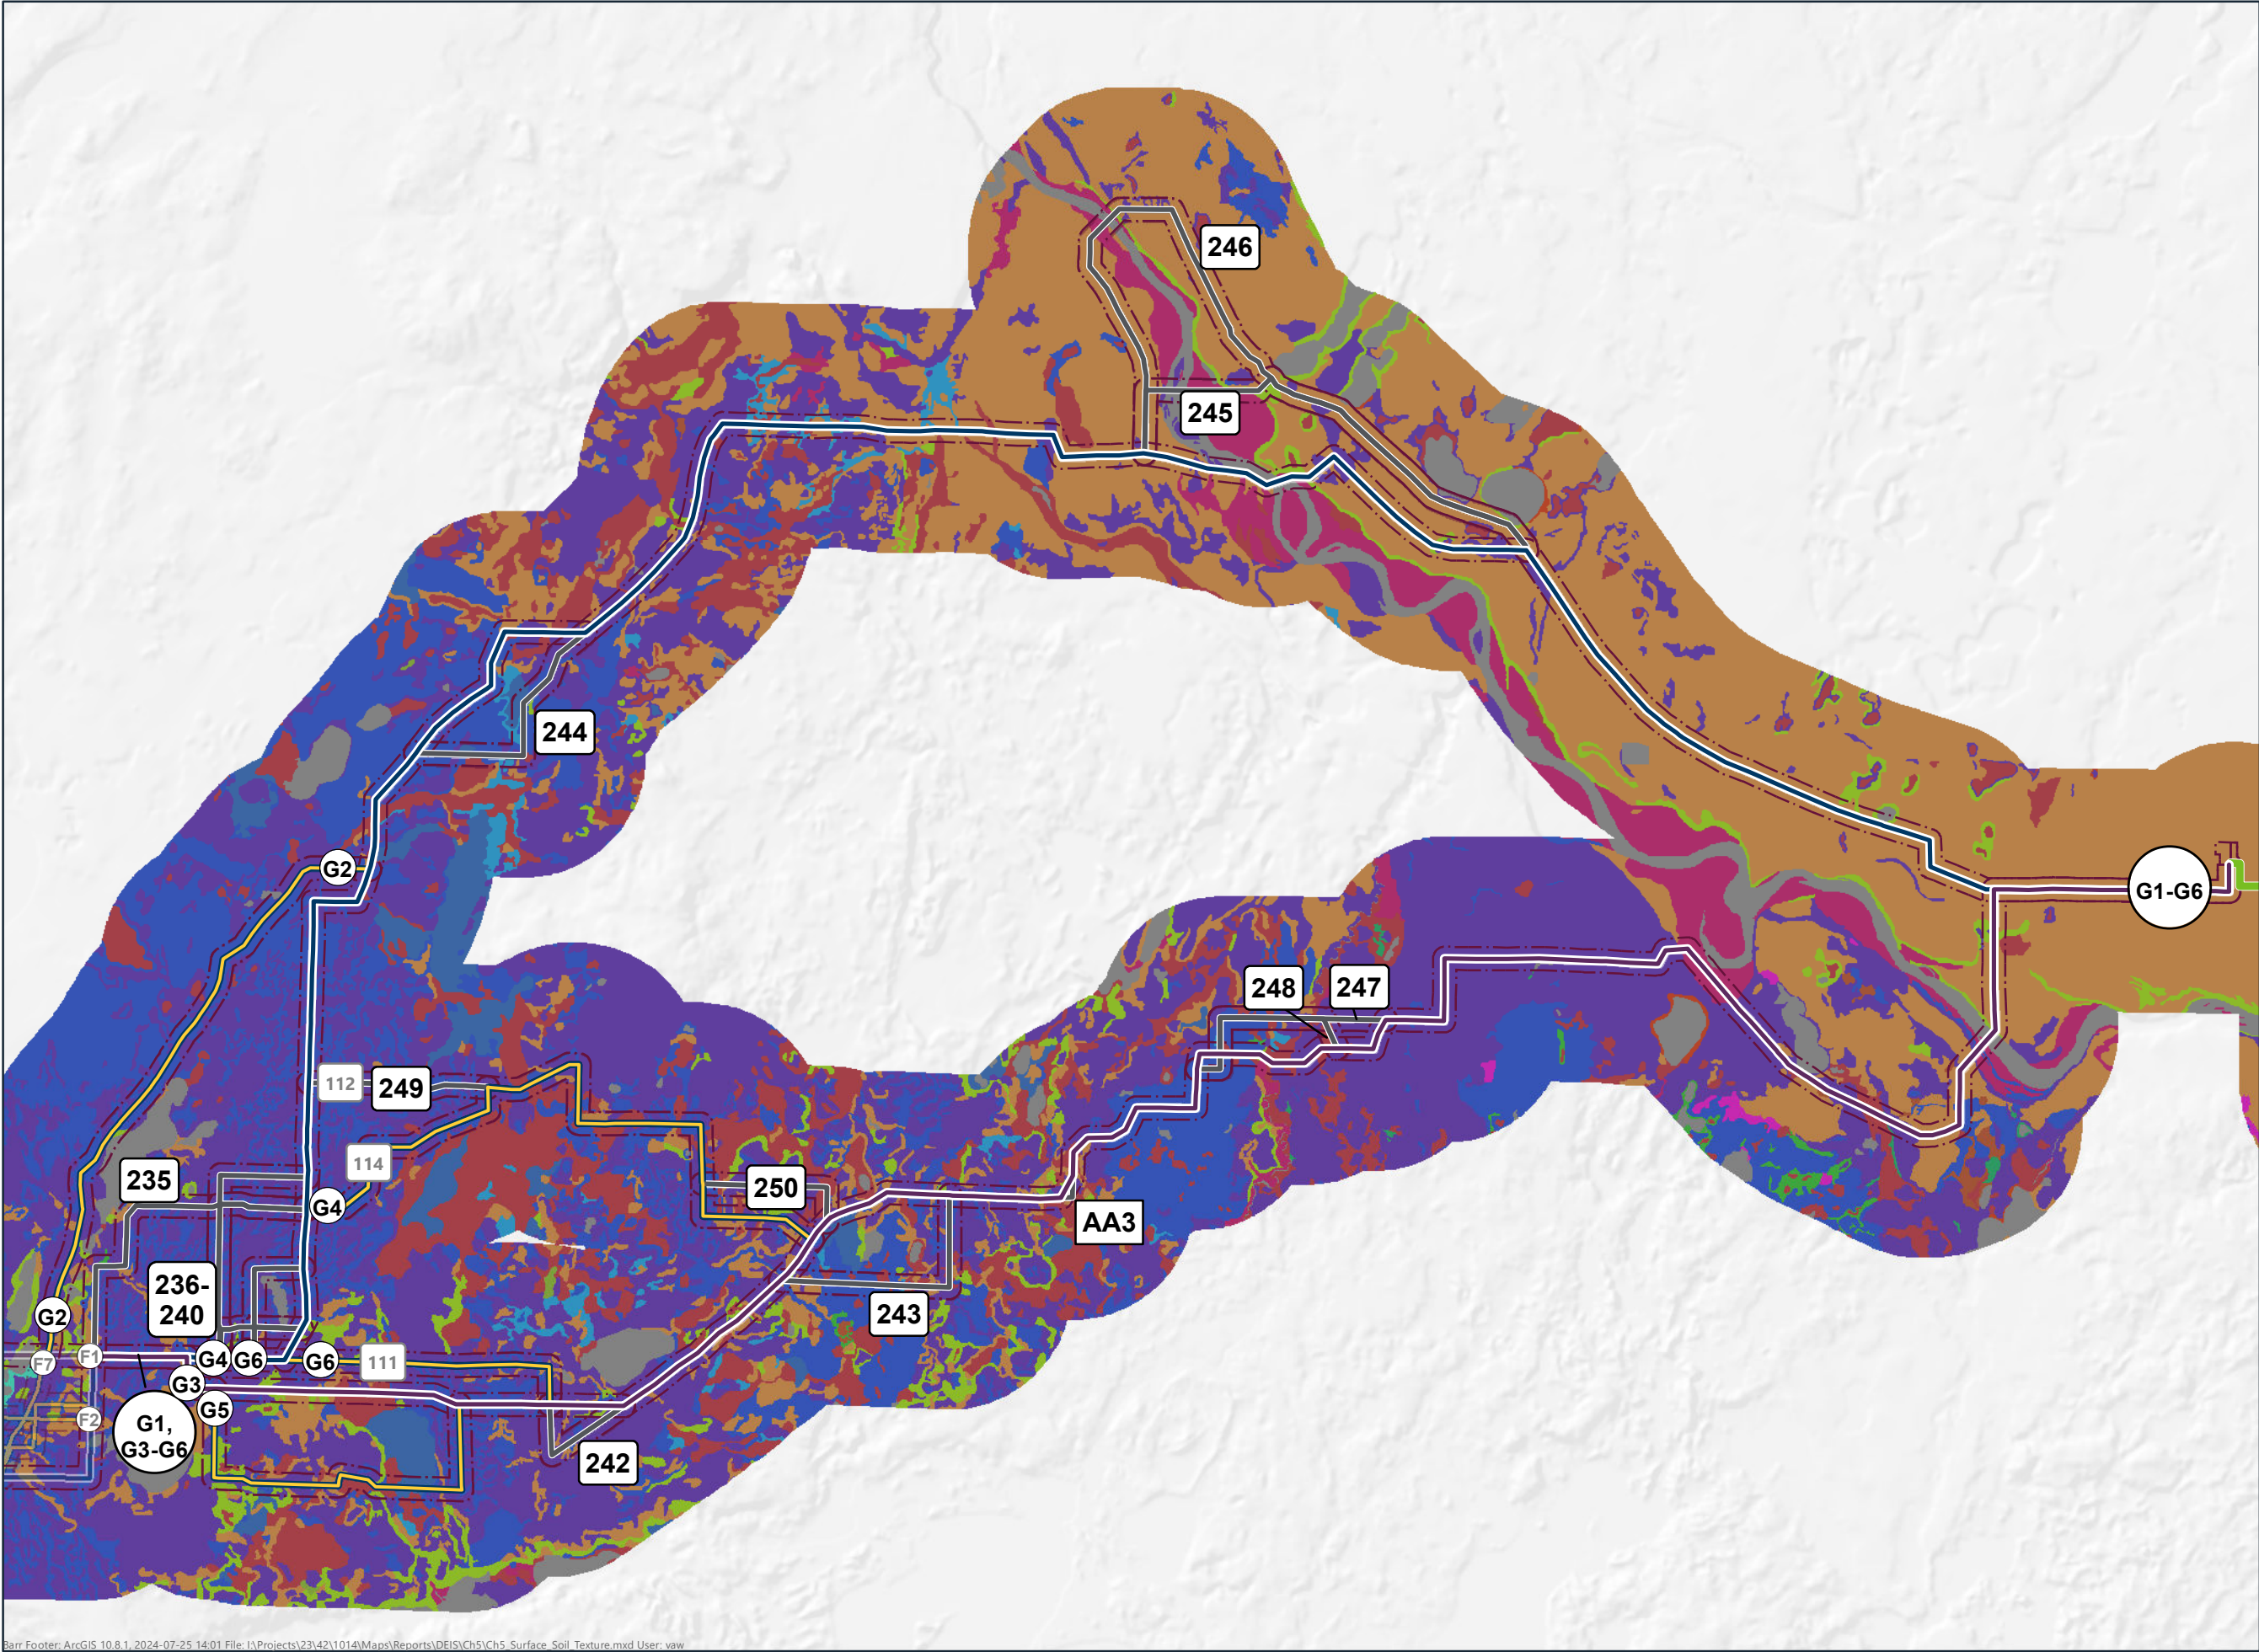 246
245
244
G2
G1-G6
248
247
112
249
114
235
250
G4
AA3
236-
240
G2
243
F7
F1
G4
G6
G6
111
G3
G5
F2
G1,
G3-G6
242
Barr Footer: ArcGIS 10.8.1, 2024-07-25 14:01 File: I:\Projects\23\42\1014\Maps\Reports\DEIS\Ch5\Ch5_Surface_Soil_Texture.mxd User: vaw